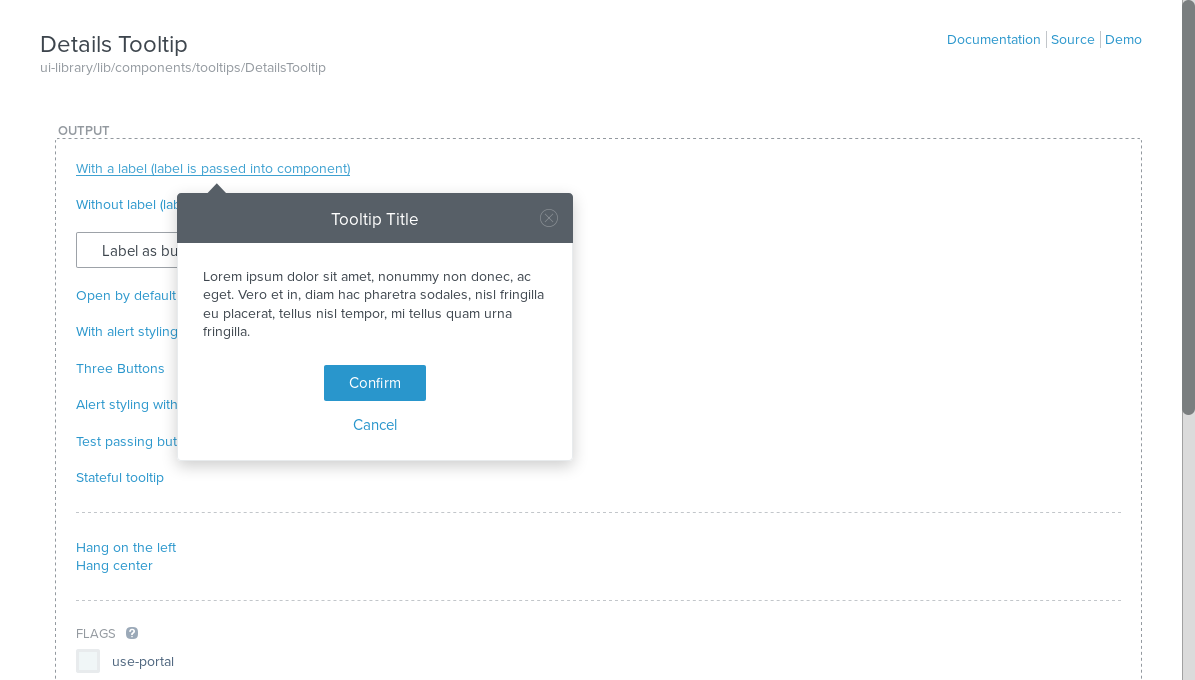 Details Tooltip
ui-library/lib/components/tooltips/DetailsTooltip
Documentation
Source
Demo
OUTPUT
With a label (label is passed into component)
Without label (lab
Label as bu
Open by default
With alert styling
Three Buttons
Alert styling with
Test passing but
Stateful tooltip
Tooltip Title
Lorem ipsum dolor sit amet, nonummy non donec, ac
eget. Vero et in, diam hac pharetra sodales, nisl fringilla
eu placerat, tellus nisl tempor, mi tellus quam urna
fringilla.
Confirm
Cancel
Hang on the left
Hang center
FLAGS ?
use-portal